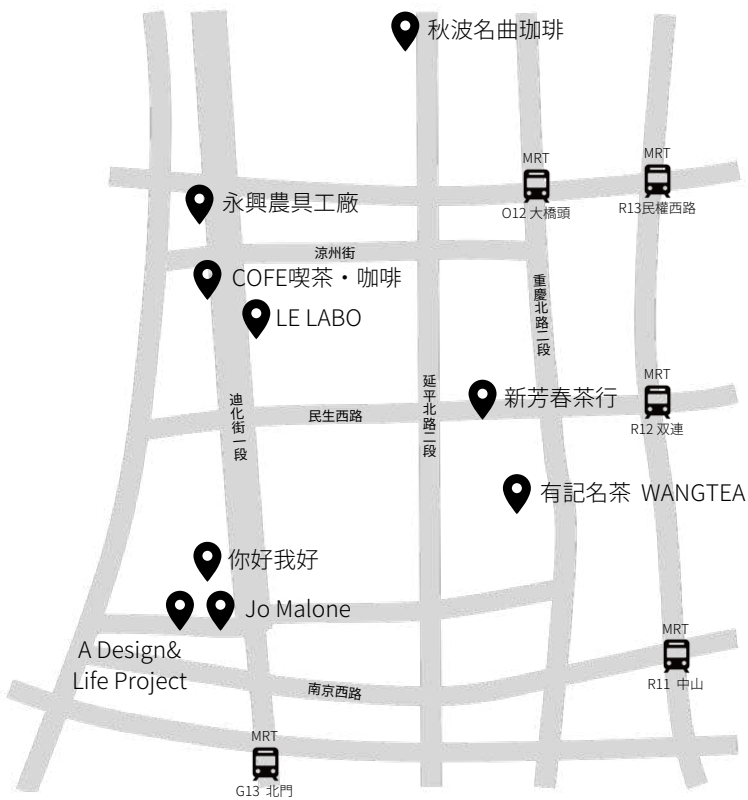 秋波名曲珈琲
MRT
O12 大橋頭
MRT
R13民權西路
永興農具工廠
涼州街
COFE喫茶・咖啡
LE LABO
重慶北路二段
迪化街一段
延平北路二段
民生西路
新芳春茶行
MRT
R12 双連
有記名茶 WANGTEA
你好我好
Jo Malone
A Design&
Life Project
南京西路
MRT
R11 中山
MRT
G13 北門